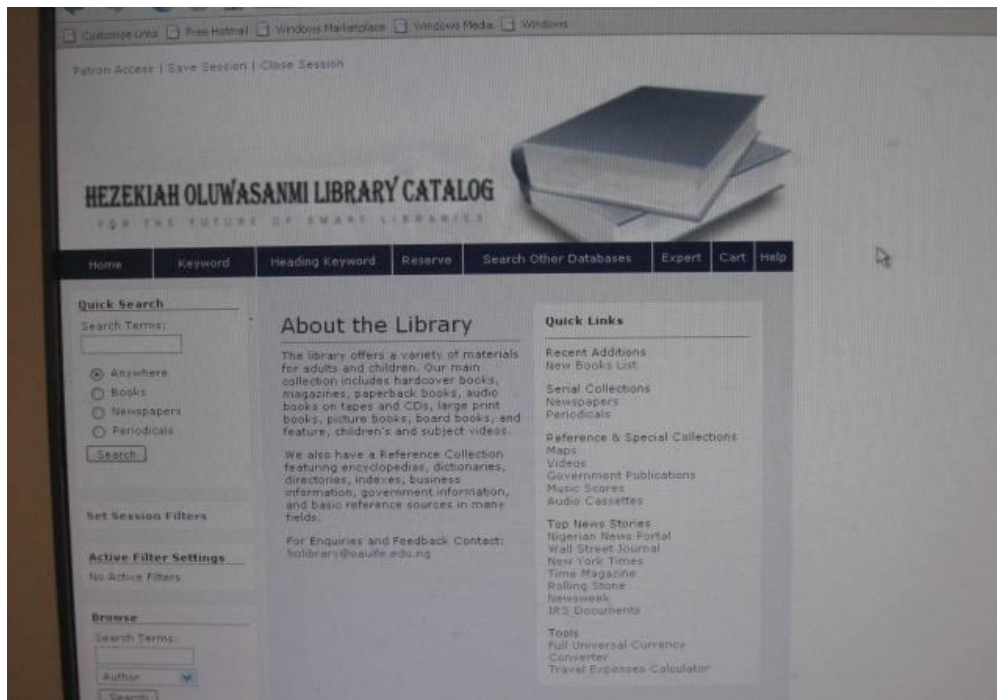 Customize Links Free Hotmail Windows Marketplace Windows Media Windows
Patron Access | Save Session | Close Session
HEZEKIAH OLUWASANMI LIBRARY CATALOG
FOR THE FUTURE OF SMART LIBRARIES
Home Keyword Heading Keyword Reserve Search Other Databases Expert Cart Help
Quick Search
Search Terms:
Anywhere
Books
Newspapers
Periodicals
Search
Set Session Filters
Active Filter Settings
No Active Filters
Browse
Search Terms:
Author
Search
About the Library
The library offers a variety of materials
for adults and children. Our main
collection includes hardcover books,
magazines, paperback books, audio
books on tapes and CDs, large print
books, picture books, board books, and
feature, children's and subject videos.
We also have a Reference Collection
featuring encyclopedias, dictionaries,
directories, indexes, business
information, government information,
and basic reference sources in many
fields.
For Enquiries and Feedback Contact:
holibrary@oauife.edu.ng
Quick Links
Recent Additions
New Books List
Serial Collections
Newspapers
Periodicals
Reference & Special Collections
Maps
Videos
Government Publications
Music Scores
Audio Cassettes
Top News Stories
Nigerian News Portal
Wall Street Journal
New York Times
Time Magazine
Rolling Stone
Newsweek
IRS Documents
Tools
Full Universal Currency
Converter
Travel Expenses Calculator